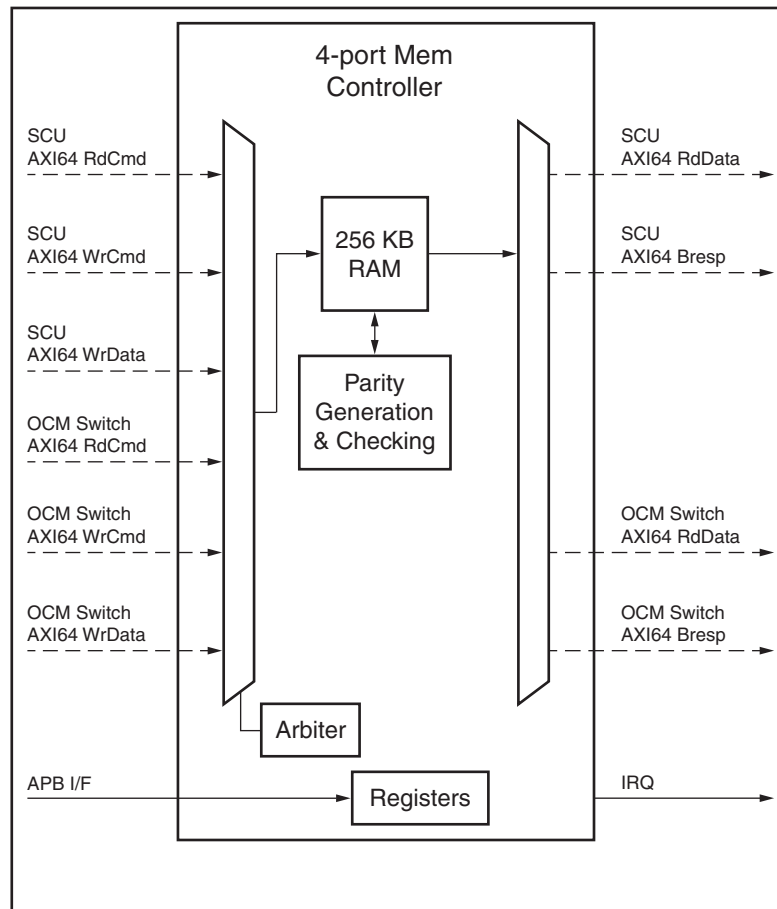 4-port Mem
Controller
SCU
AXI64 RdCmd
SCU
AXI64 WrCmd
SCU
AXI64 WrData
OCM Switch
AXI64 RdCmd
OCM Switch
AXI64 WrCmd
OCM Switch
AXI64 WrData
256 KB
RAM
Parity
Generation
& Checking
SCU
AXI64 RdData
SCU
AXI64 Bresp
OCM Switch
AXI64 RdData
OCM Switch
AXI64 Bresp
Arbiter
APB I/F
Registers
IRQ